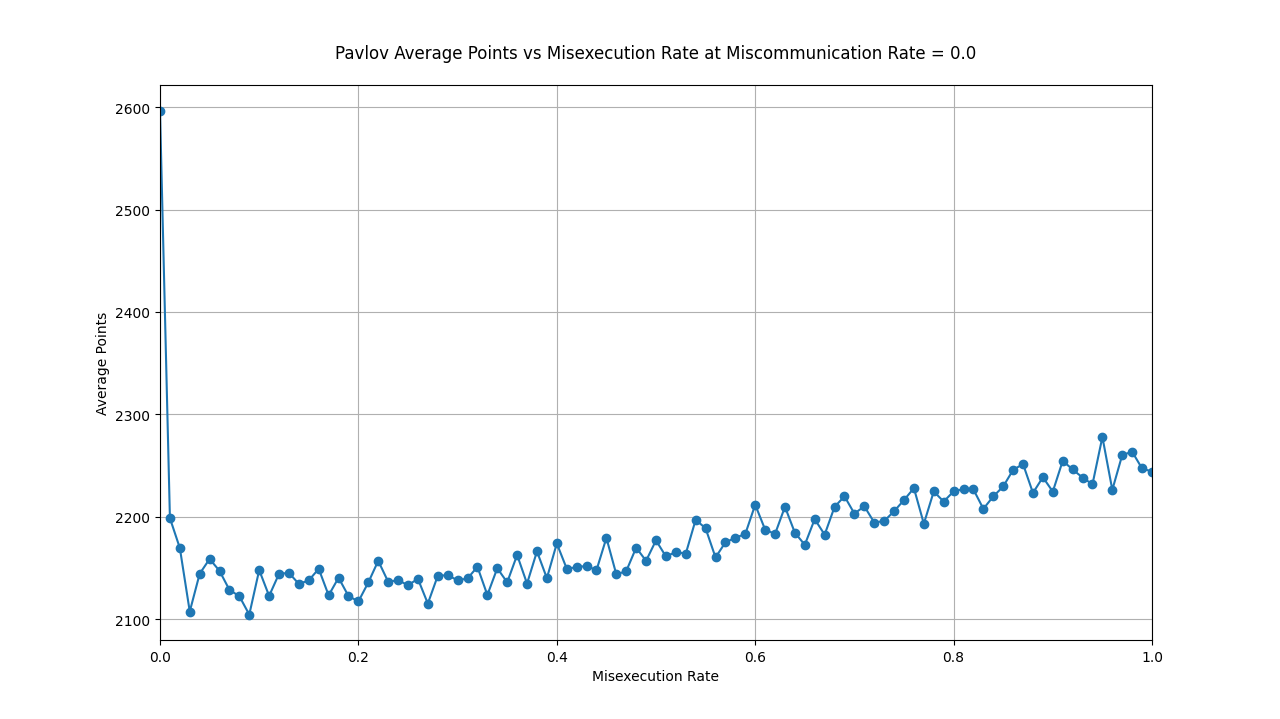 Pavlov Average Points vs Misexecution Rate at Miscommunication Rate = 0.0
2600
2500
2400
2300
2200
2100
Average Points
0.0 0.2 0.4 0.6 0.8 1.0
Misexecution Rate